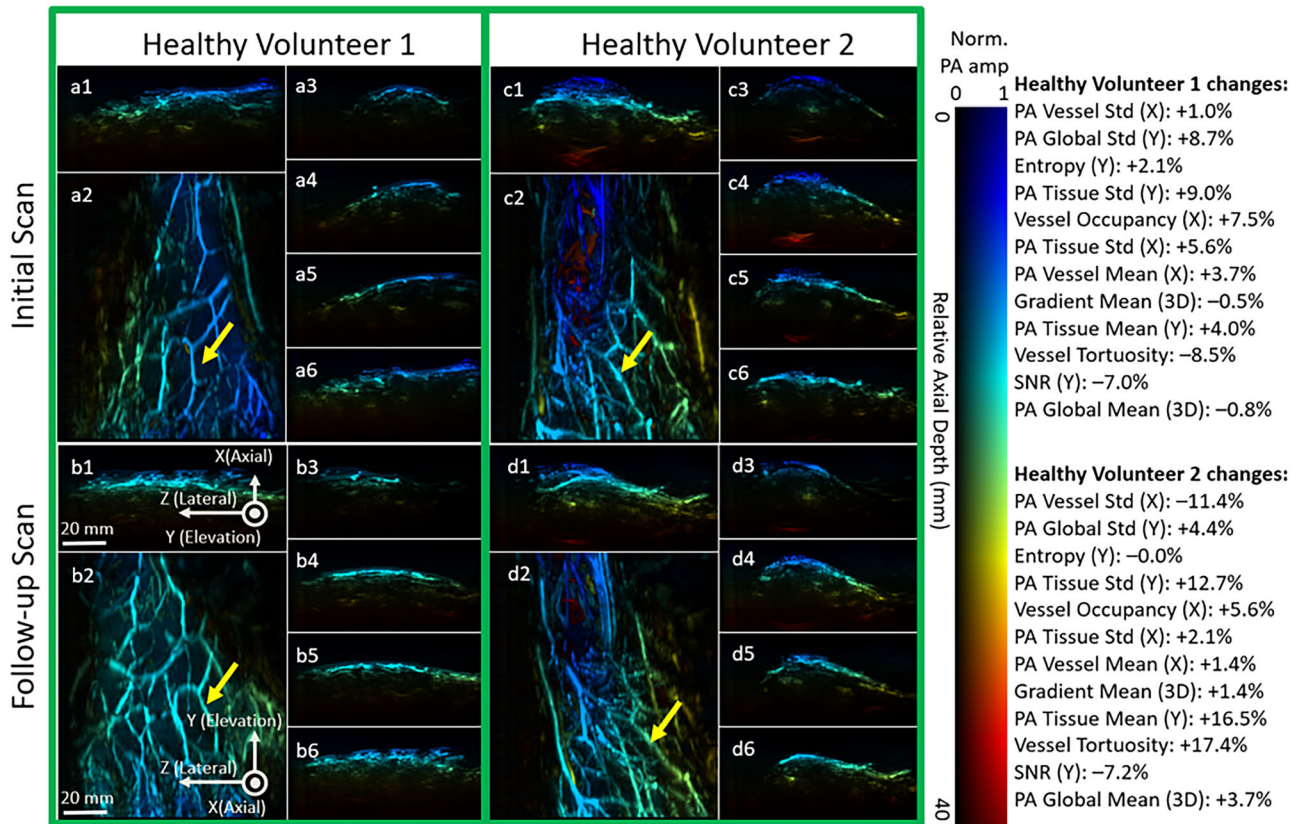 Healthy Volunteer 1
Healthy Volunteer 2
Initial Scan
Follow-up Scan
a1
a2
a3
a4
a5
a6
c1
c2
c3
c4
c5
c6
b1
X(Axial)
Z (Lateral)
Y (Elevation)
20 mm
b2
Y (Elevation)
Z (Lateral)
X(Axial)
20 mm
b3
b4
b5
b6
d1
d2
d3
d4
d5
d6
Norm.
PA amp
0 1
0
Relative Axial Depth (mm)
40
Healthy Volunteer 1 changes:
PA Vessel Std (X): +1.0%
PA Global Std (Y): +8.7%
Entropy (Y): +2.1%
PA Tissue Std (Y): +9.0%
Vessel Occupancy (X): +7.5%
PA Tissue Std (X): +5.6%
PA Vessel Mean (X): +3.7%
Gradient Mean (3D): –0.5%
PA Tissue Mean (Y): +4.0%
Vessel Tortuosity: –8.5%
SNR (Y): –7.0%
PA Global Mean (3D): –0.8%
Healthy Volunteer 2 changes:
PA Vessel Std (X): –11.4%
PA Global Std (Y): +4.4%
Entropy (Y): –0.0%
PA Tissue Std (Y): +12.7%
Vessel Occupancy (X): +5.6%
PA Tissue Std (X): +2.1%
PA Vessel Mean (X): +1.4%
Gradient Mean (3D): +1.4%
PA Tissue Mean (Y): +16.5%
Vessel Tortuosity: +17.4%
SNR (Y): –7.2%
PA Global Mean (3D): +3.7%